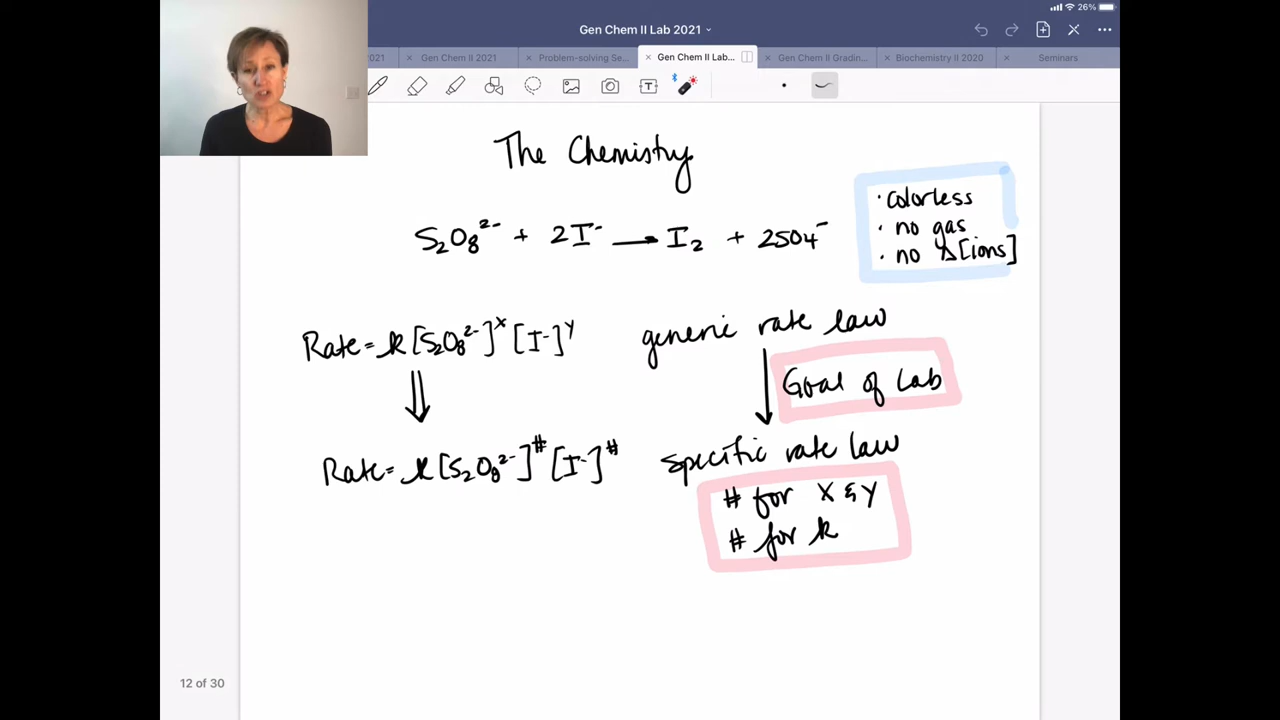 26%
Gen Chem II Lab 2021
2021
Gen Chem II 2021
Problem-solving Se...
Gen Chem II Lab...
Gen Chem II Gradin...
Biochemistry II 2020
Seminars
The Chemistry
S₂O₈²⁻ + 2I⁻ → I₂ + 2SO₄⁻
· colorless
· no gas
· no Δ[ions]
Rate = k[S₂O₈²⁻]ˣ[I⁻]ʸ
generic rate law
Goal of Lab
Rate = k[S₂O₈²⁻]^#[I⁻]^#
specific rate law
# for X & Y
# for k
12 of 30